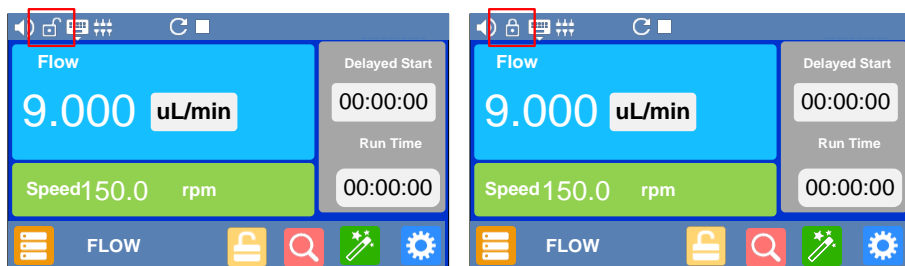 Flow
Delayed Start
9.000 uL/min
00:00:00
Run Time
Speed 150.0 rpm
00:00:00
FLOW
Flow
Delayed Start
9.000 uL/min
00:00:00
Run Time
Speed 150.0 rpm
00:00:00
FLOW